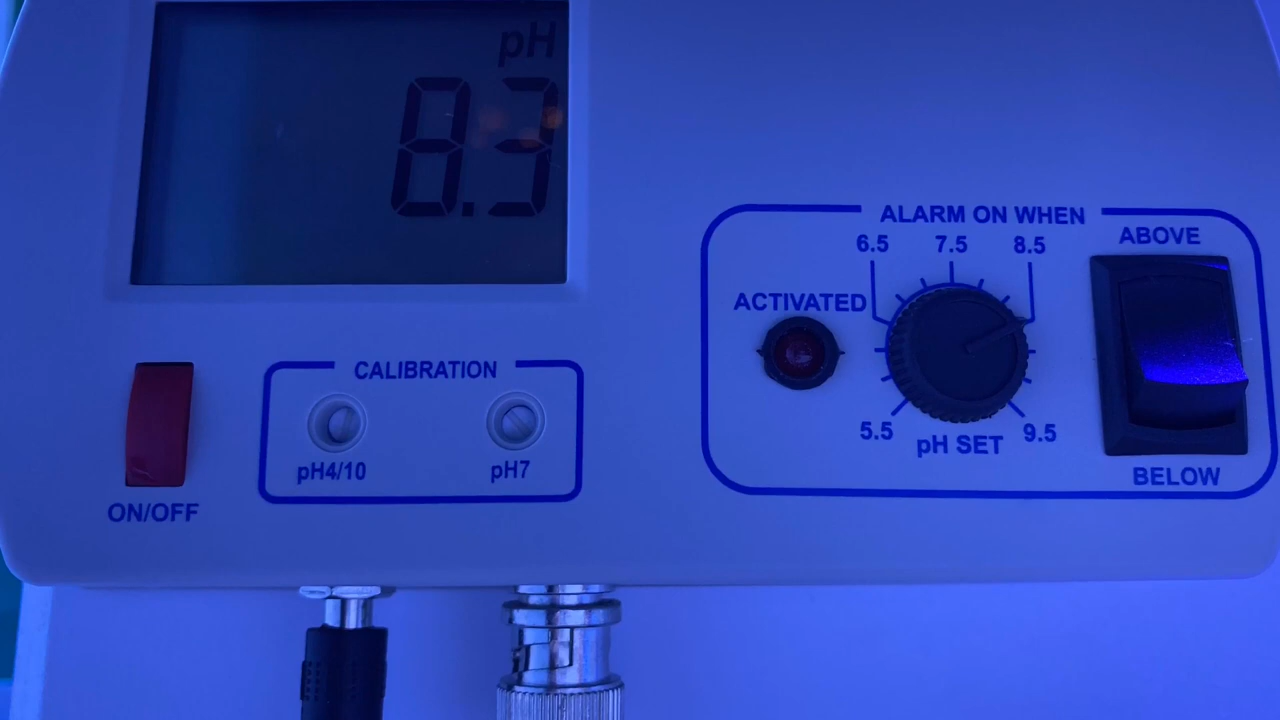 pH
8.3
ALARM ON WHEN
6.5 7.5 8.5
ABOVE
ACTIVATED
CALIBRATION
5.5 9.5
pH SET
pH4/10 pH7
BELOW
ON/OFF